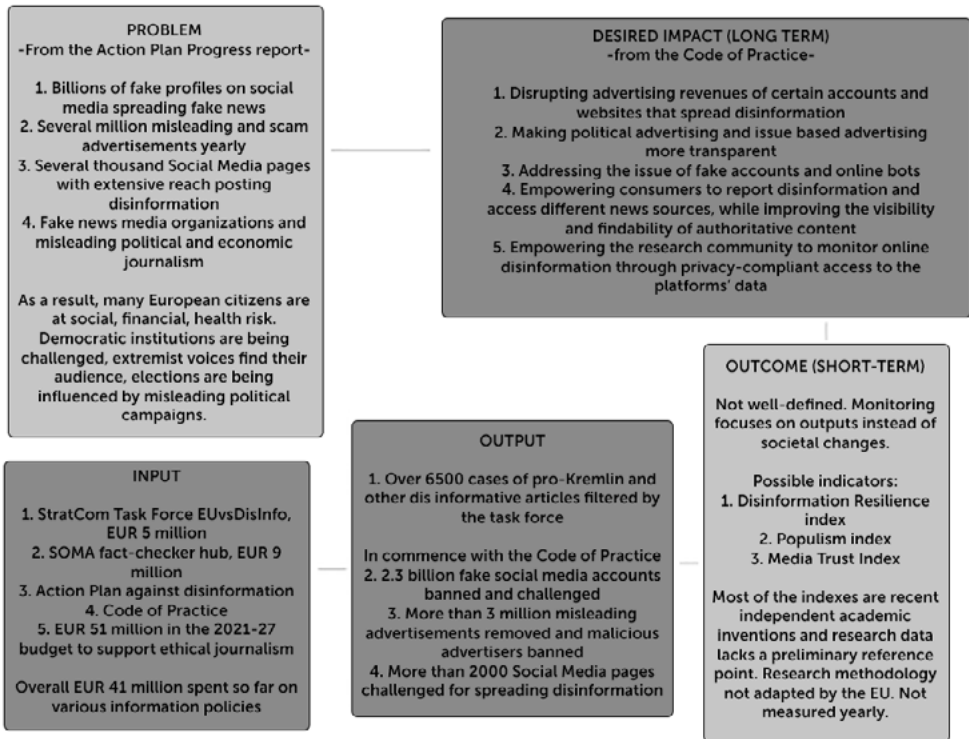 PROBLEM
-From the Action Plan Progress report-
1. Billions of fake profiles on social
media spreading fake news
2. Several million misleading and scam
advertisements yearly
3. Several thousand Social Media pages
with extensive reach posting
disinformation
4. Fake news media organizations and
misleading political and economic
journalism
As a result, many European citizens are
at social, financial, health risk.
Democratic institutions are being
challenged, extremist voices find their
audience, elections are being
influenced by misleading political
campaigns.
DESIRED IMPACT (LONG TERM)
-from the Code of Practice-
1. Disrupting advertising revenues of certain accounts and
websites that spread disinformation
2. Making political advertising and issue based advertising
more transparent
3. Addressing the issue of fake accounts and online bots
4. Empowering consumers to report disinformation and
access different news sources, while improving the visibility
and findability of authoritative content
5. Empowering the research community to monitor online
disinformation through privacy-compliant access to the
platforms' data
INPUT
1. StratCom Task Force EUvsDisInfo,
EUR 5 million
2. SOMA fact-checker hub, EUR 9
million
3. Action Plan against disinformation
4. Code of Practice
5. EUR 51 million in the 2021-27
budget to support ethical journalism
Overall EUR 41 million spent so far on
various information policies
OUTPUT
1. Over 6500 cases of pro-Kremlin and
other dis informative articles filtered by
the task force
In commence with the Code of Practice
2. 2.3 billion fake social media accounts
banned and challenged
3. More than 3 million misleading
advertisements removed and malicious
advertisers banned
4. More than 2000 Social Media pages
challenged for spreading disinformation
OUTCOME (SHORT-TERM)
Not well-defined. Monitoring
focuses on outputs instead of
societal changes.
Possible indicators:
1. Disinformation Resilience
index
2. Populism index
3. Media Trust Index
Most of the indexes are recent
independent academic
inventions and research data
lacks a preliminary reference
point. Research methodology
not adapted by the EU. Not
measured yearly.